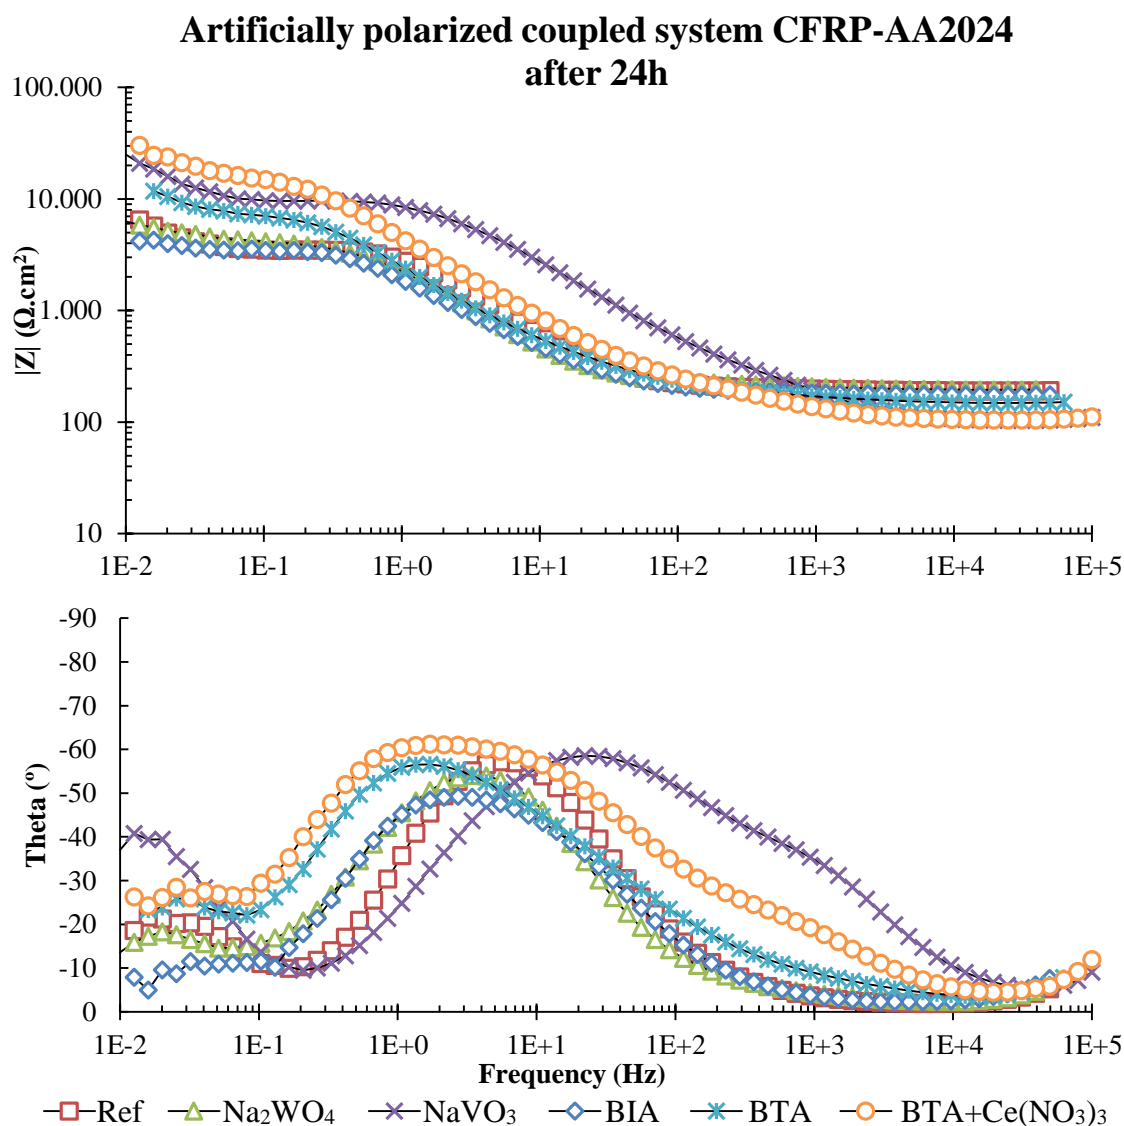 Artificially polarized coupled system CFRP-AA2024
after 24h
100.000
10.000
1.000
100
10
|Z| (Ω.cm²)
1E-2 1E-1 1E+0 1E+1 1E+2 1E+3 1E+4 1E+5
-90
-80
-70
-60
-50
-40
-30
-20
-10
0
Theta (º)
1E-2 1E-1 1E+0 1E+1 1E+2 1E+3 1E+4 1E+5
Frequency (Hz)
Ref Na₂WO₄ NaVO₃ BIA BTA BTA+Ce(NO₃)₃